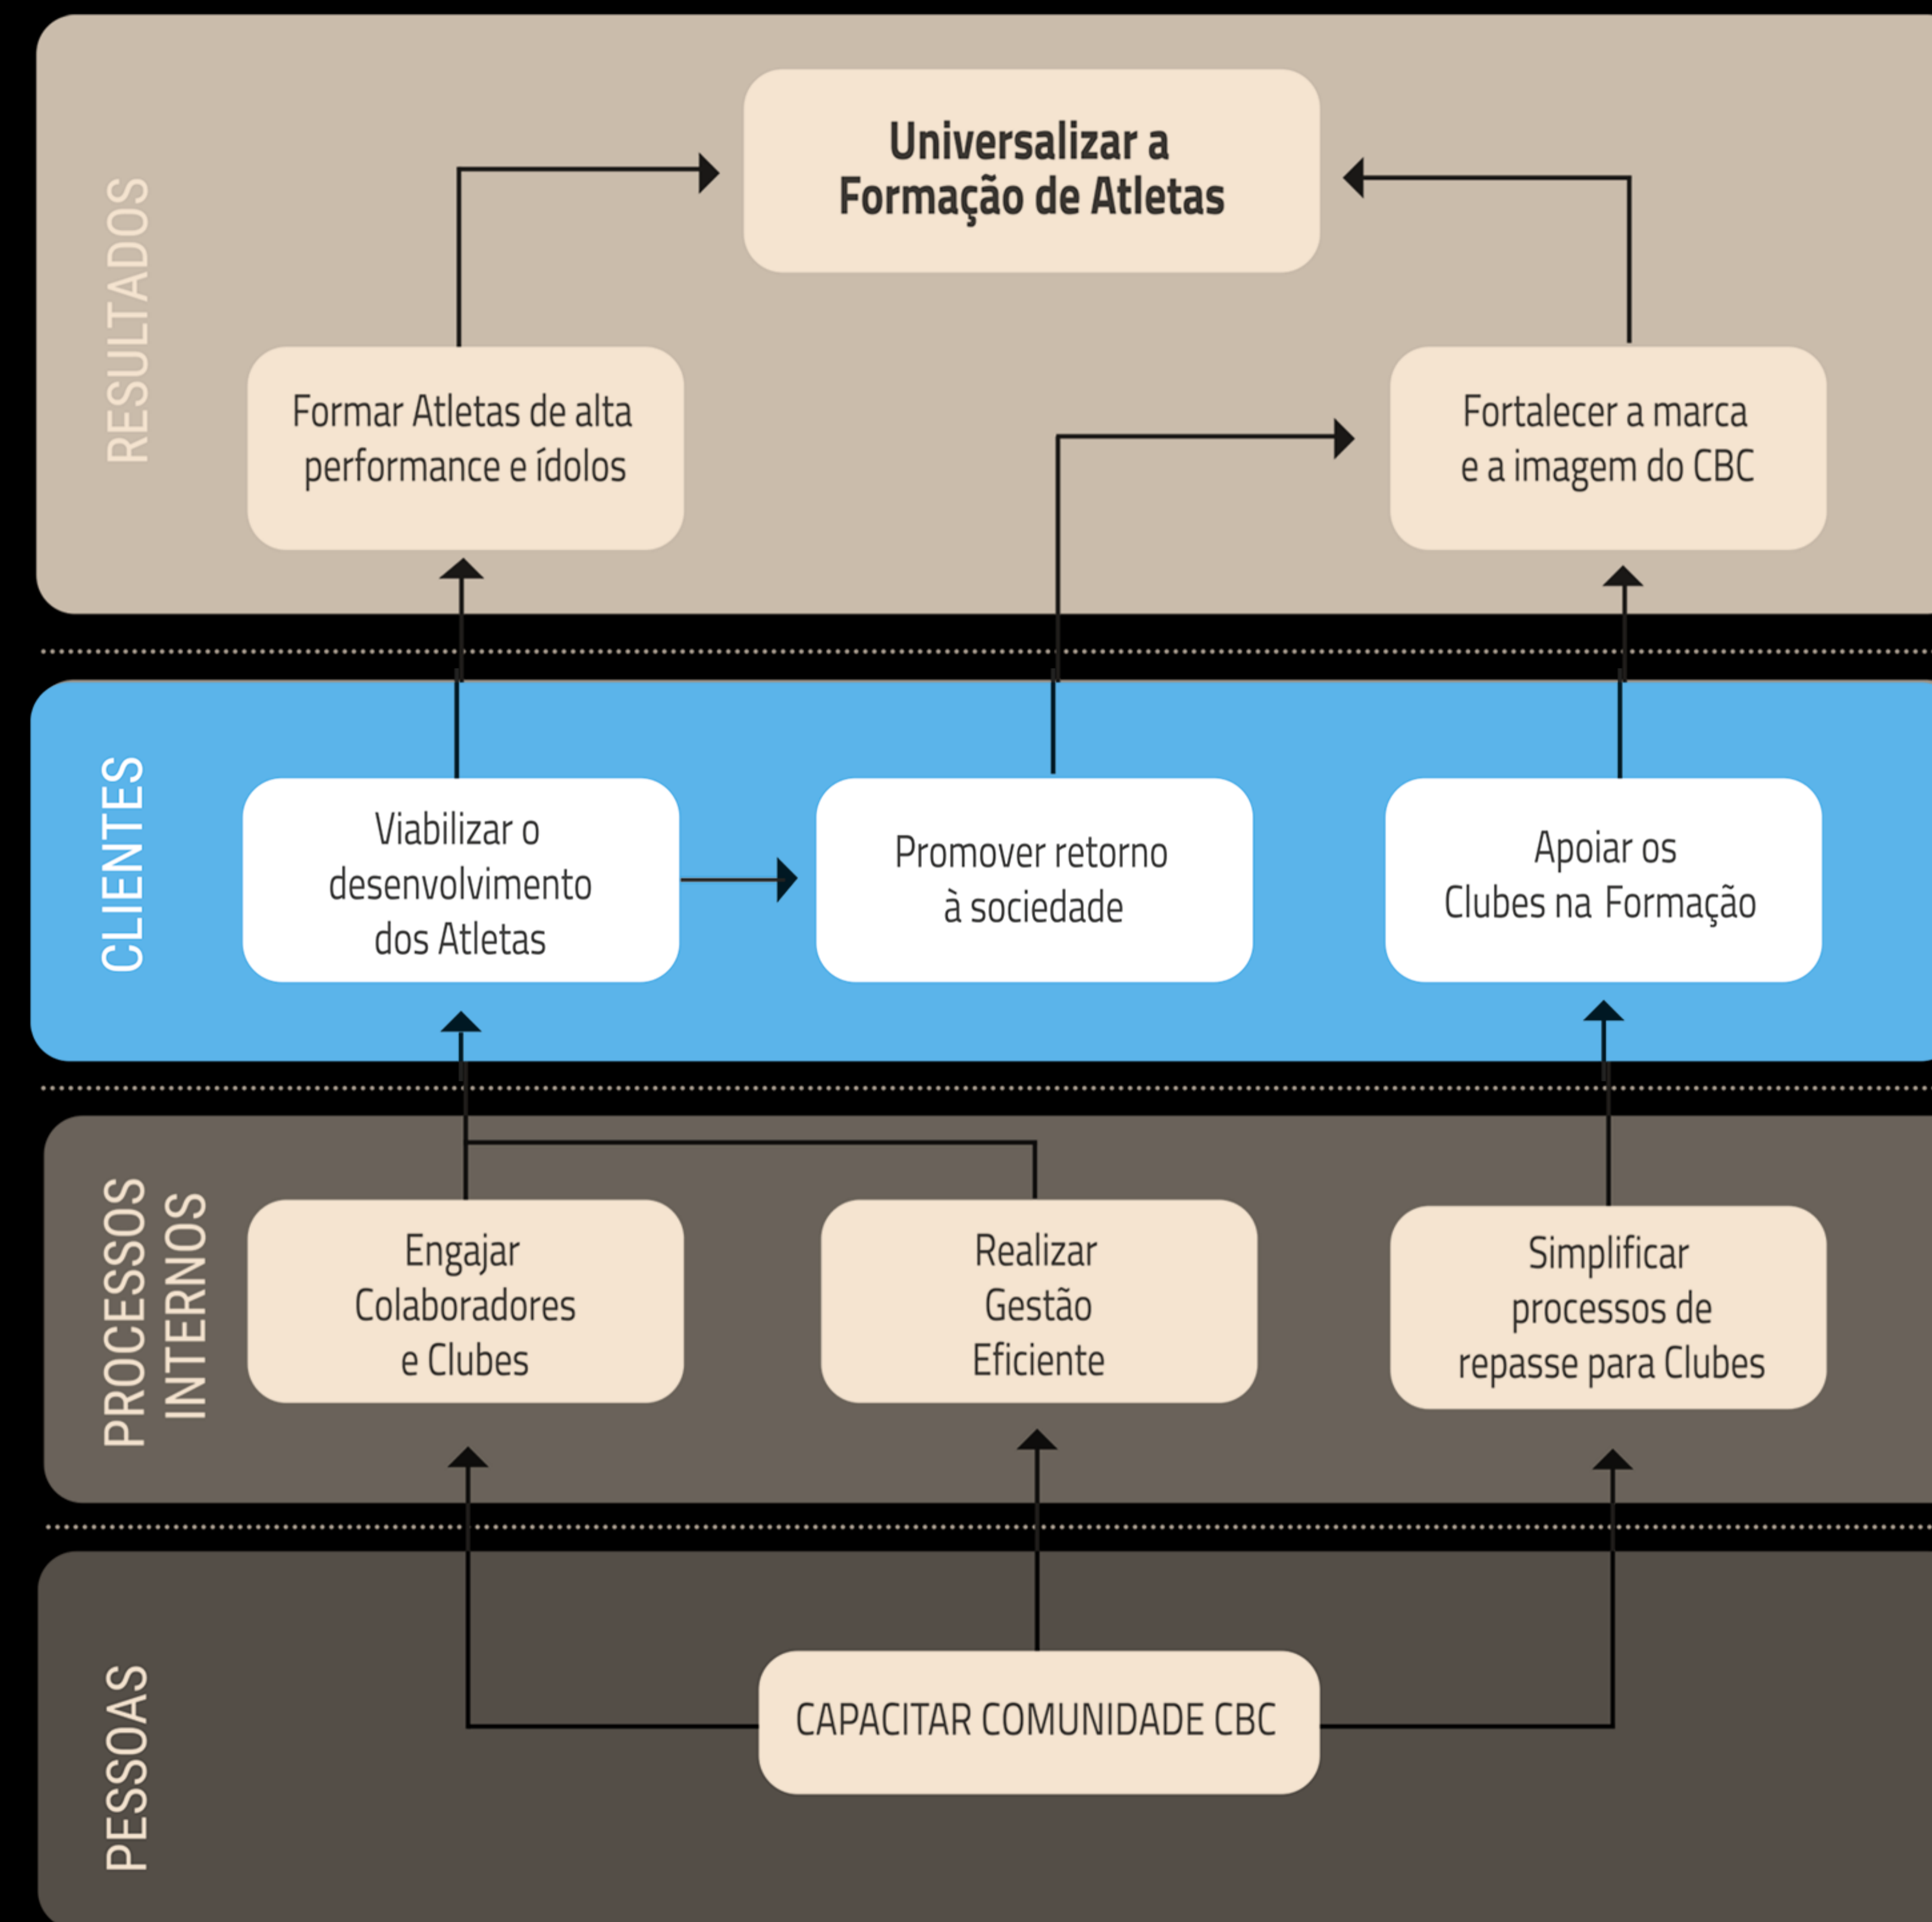 RESULTADOS
Universalizar a
Formação de Atletas
Formar Atletas de alta
performance e ídolos
Fortalecer a marca
e a imagem do CBC
CLIENTES
Viabilizar o
desenvolvimento
dos Atletas
Promover retorno
à sociedade
Apoiar os
Clubes na Formação
PROCESSOS
INTERNOS
Engajar
Colaboradores
e Clubes
Realizar
Gestão
Eficiente
Simplificar
processos de
repasse para Clubes
PESSOAS
CAPACITAR COMUNIDADE CBC